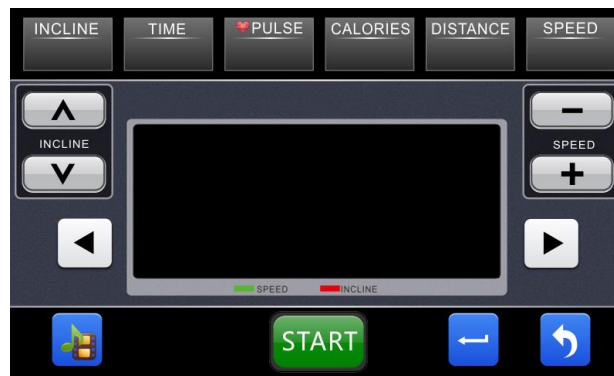 INCLINE
TIME
PULSE
CALORIES
DISTANCE
SPEED
INCLINE
SPEED
SPEED
INCLINE
START